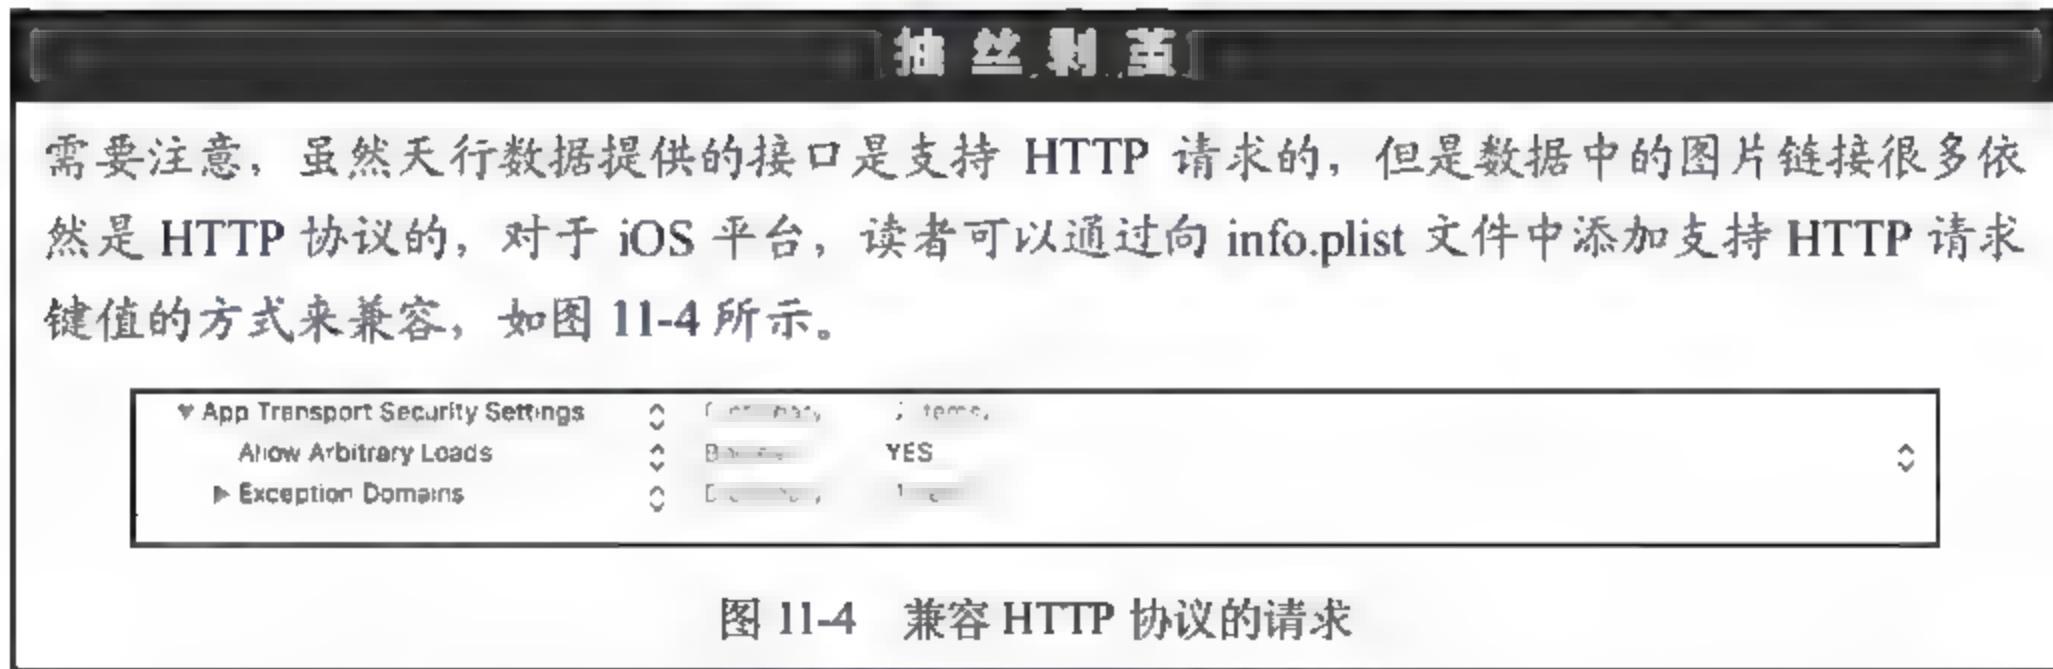 抽丝剥茧
需要注意，虽然天行数据提供的接口是支持 HTTP 请求的，但是数据中的图片链接很多依
然是 HTTP 协议的，对于 iOS 平台，读者可以通过向 info.plist 文件中添加支持 HTTP 请求
键值的方式来兼容，如图 11-4 所示。
App Transport Security Settings
Allow Arbitrary Loads YES
Exception Domains
图 11-4 兼容 HTTP 协议的请求